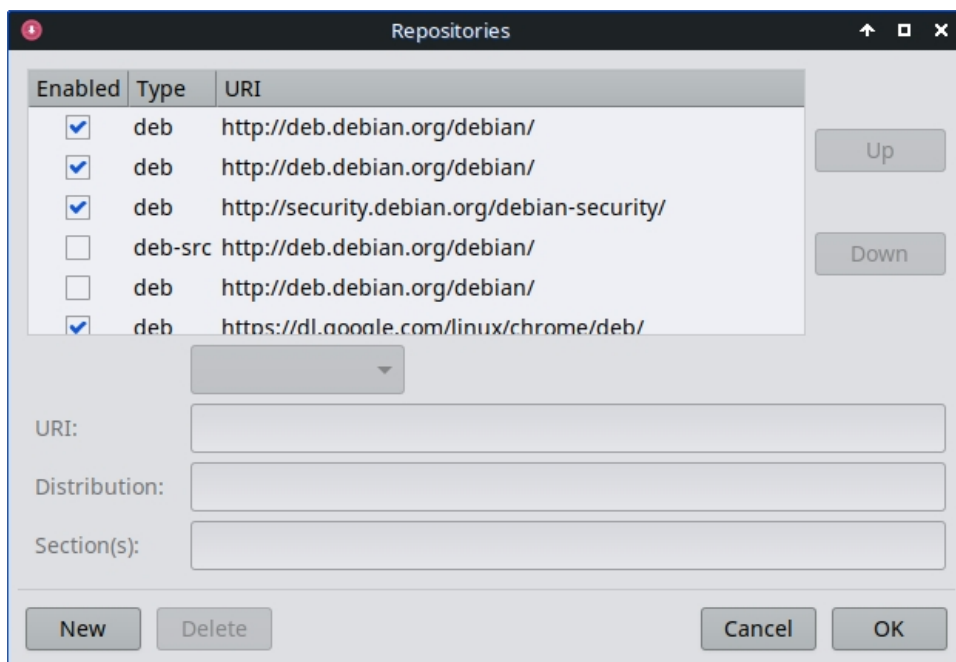 Repositories
Enabled Type URI
deb http://deb.debian.org/debian/
deb http://deb.debian.org/debian/
deb http://security.debian.org/debian-security/
deb-src http://deb.debian.org/debian/
deb http://deb.debian.org/debian/
deb https://dl.google.com/linux/chrome/deb/
Up
Down
URI:
Distribution:
Section(s):
New Delete Cancel OK